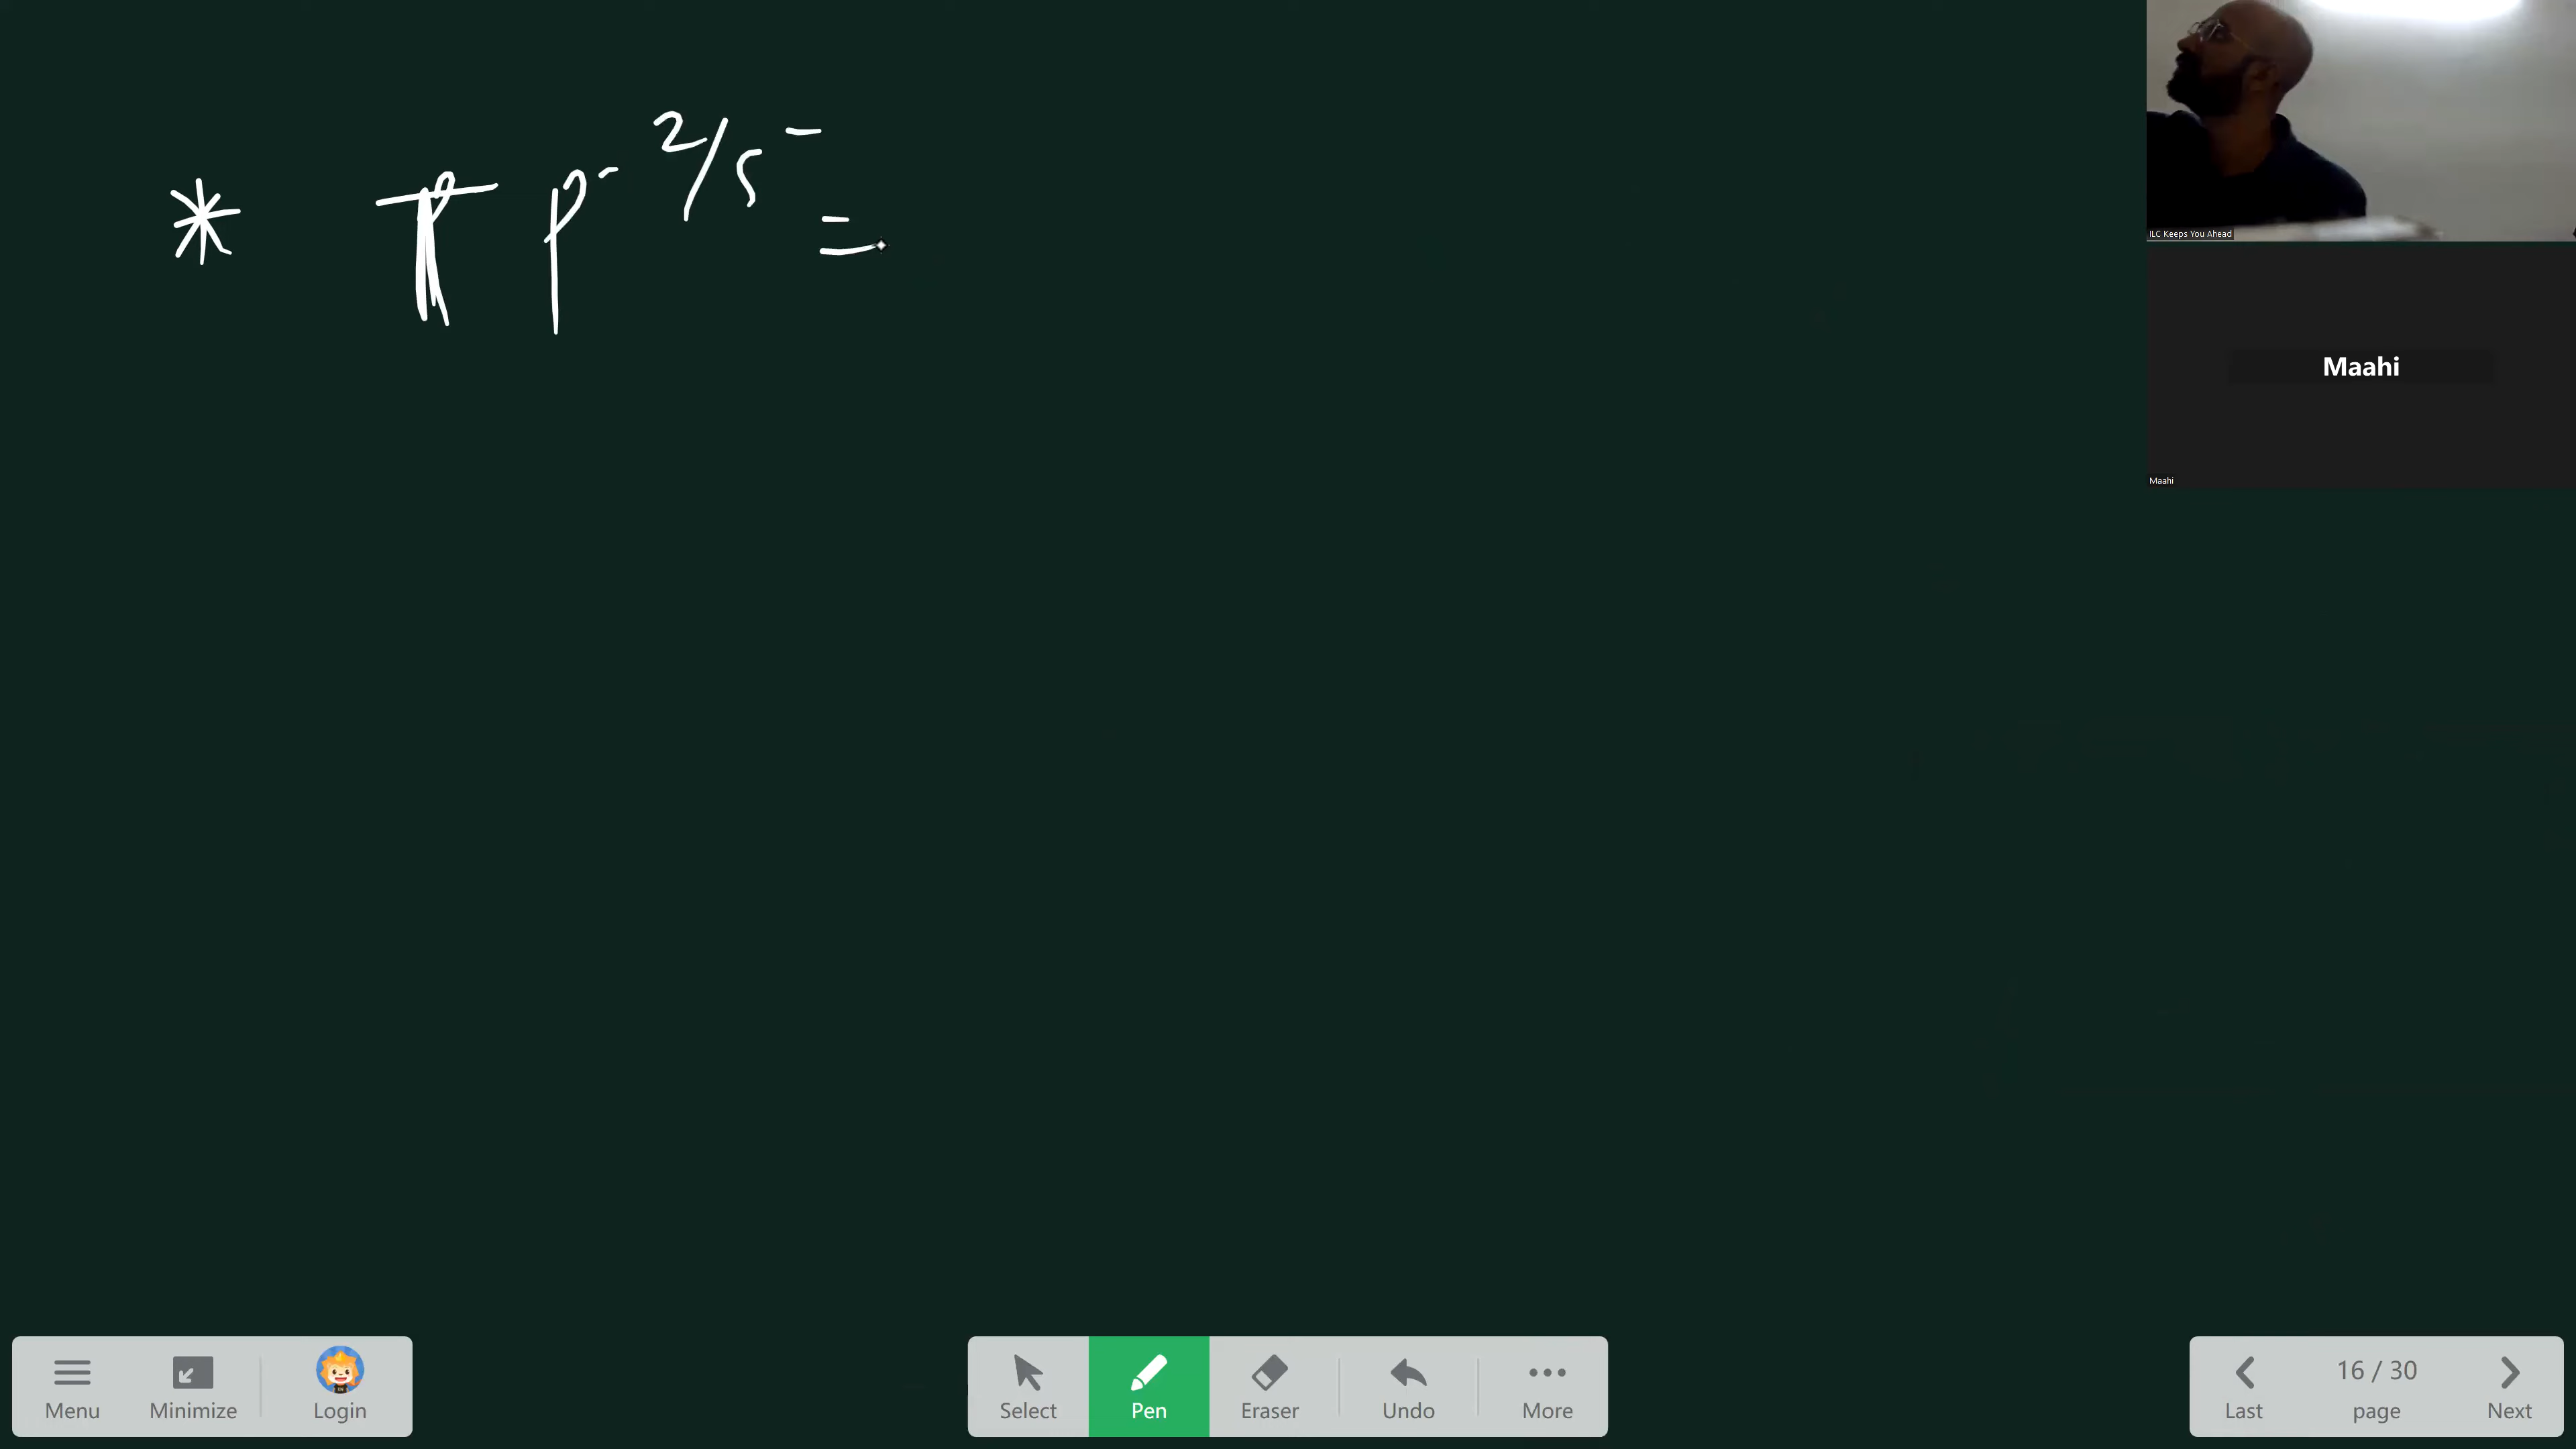 * T P^-2/5 =
ILC Keeps You Ahead
Maahi
Maahi
Menu Minimize Login Select Pen Eraser Undo More Last 16 / 30 page Next